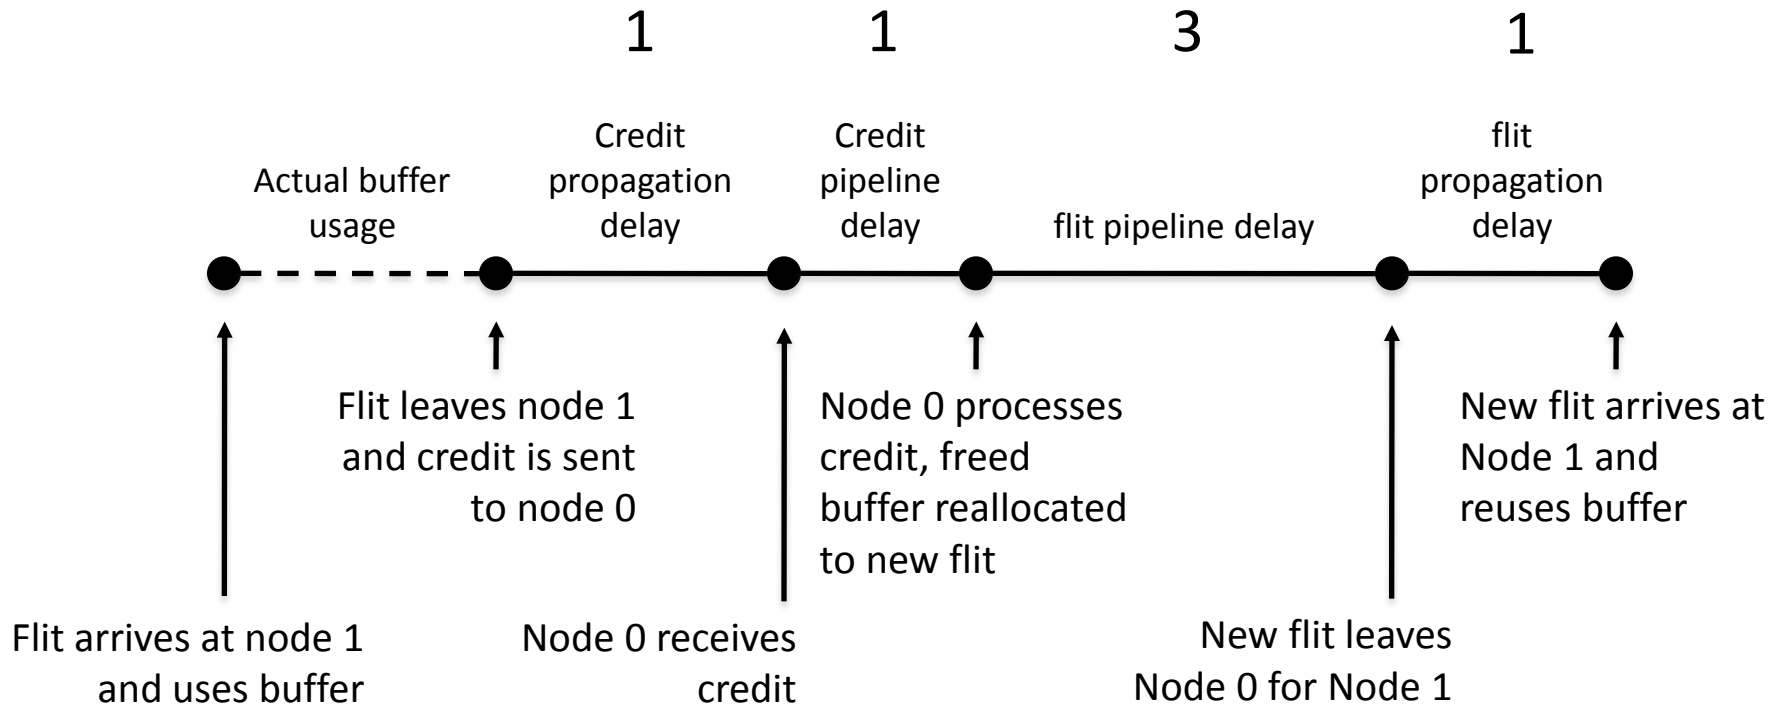 1
1
3
1
Actual buffer
usage
Credit
propagation
delay
Credit
pipeline
delay
flit pipeline delay
flit
propagation
delay
Flit arrives at node 1
and uses buffer
Flit leaves node 1
and credit is sent
to node 0
Node 0 receives
credit
Node 0 processes
credit, freed
buffer reallocated
to new flit
New flit leaves
Node 0 for Node 1
New flit arrives at
Node 1 and
reuses buffer